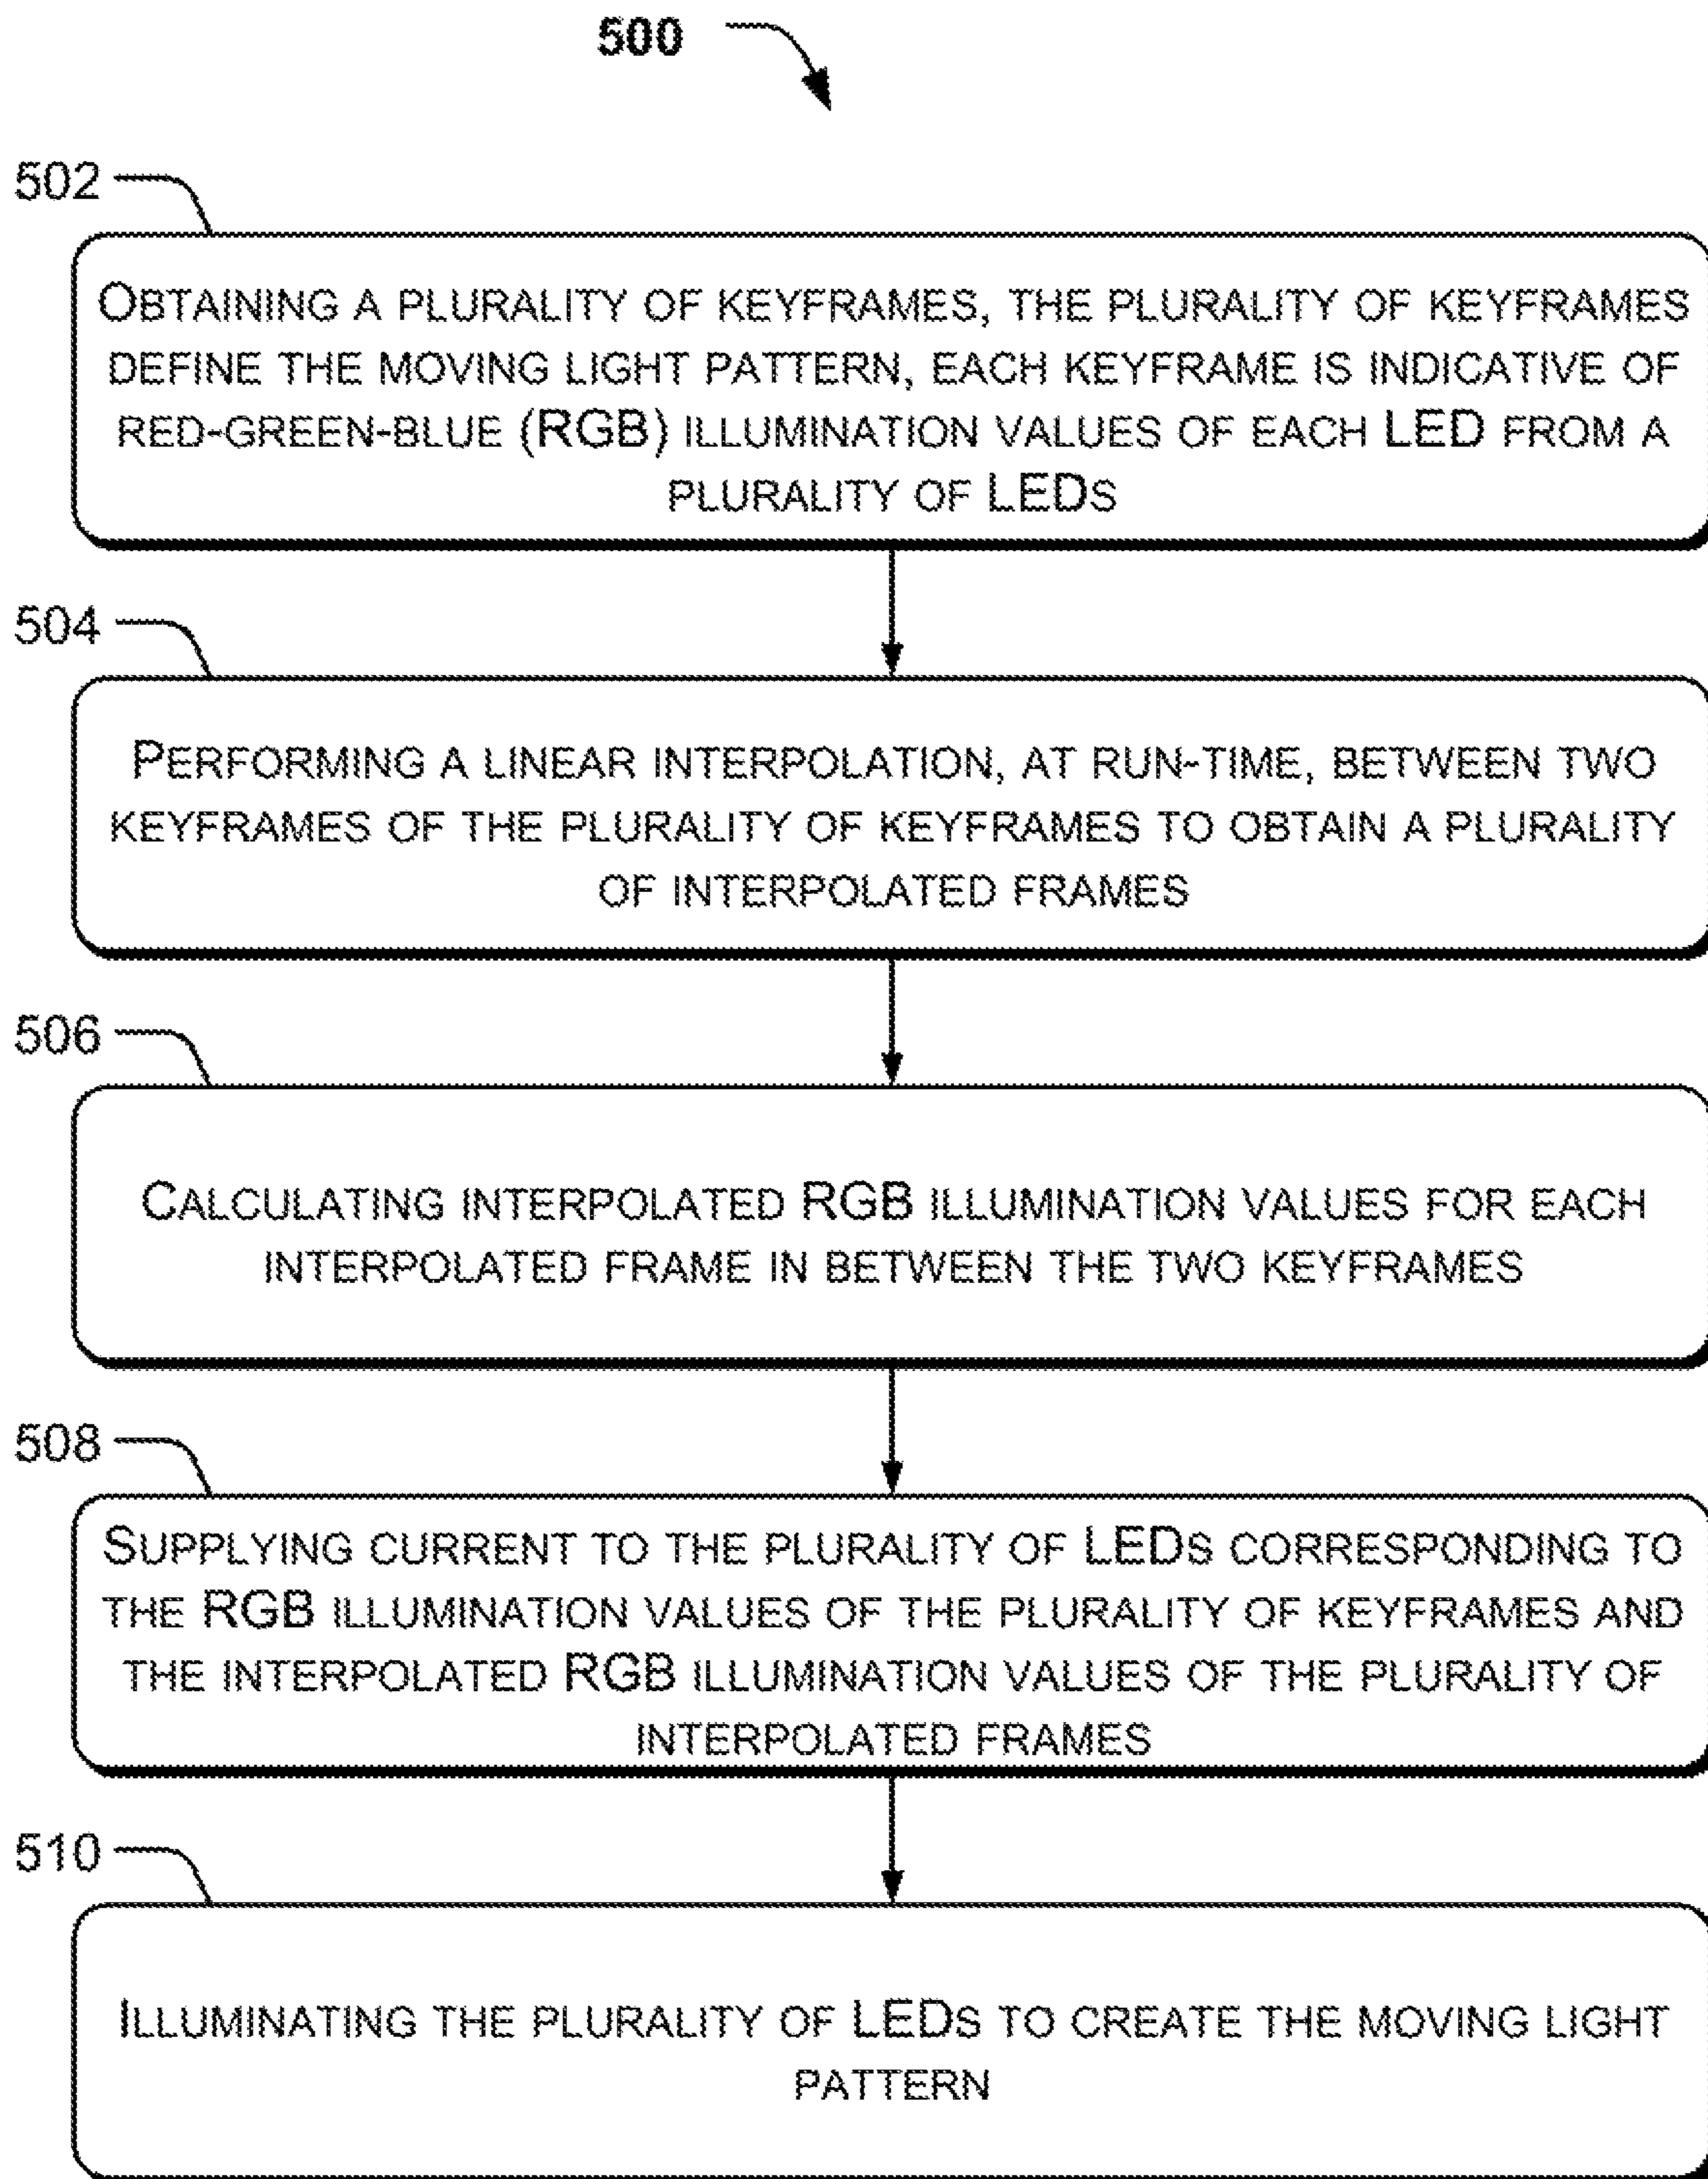 500
502
OBTAINING A PLURALITY OF KEYFRAMES, THE PLURALITY OF KEYFRAMES
DEFINE THE MOVING LIGHT PATTERN, EACH KEYFRAME IS INDICATIVE OF
RED-GREEN-BLUE (RGB) ILLUMINATION VALUES OF EACH LED FROM A
PLURALITY OF LEDS
504
PERFORMING A LINEAR INTERPOLATION, AT RUN-TIME, BETWEEN TWO
KEYFRAMES OF THE PLURALITY OF KEYFRAMES TO OBTAIN A PLURALITY
OF INTERPOLATED FRAMES
506
CALCULATING INTERPOLATED RGB ILLUMINATION VALUES FOR EACH
INTERPOLATED FRAME IN BETWEEN THE TWO KEYFRAMES
508
SUPPLYING CURRENT TO THE PLURALITY OF LEDS CORRESPONDING TO
THE RGB ILLUMINATION VALUES OF THE PLURALITY OF KEYFRAMES AND
THE INTERPOLATED RGB ILLUMINATION VALUES OF THE PLURALITY OF
INTERPOLATED FRAMES
510
ILLUMINATING THE PLURALITY OF LEDS TO CREATE THE MOVING LIGHT
PATTERN